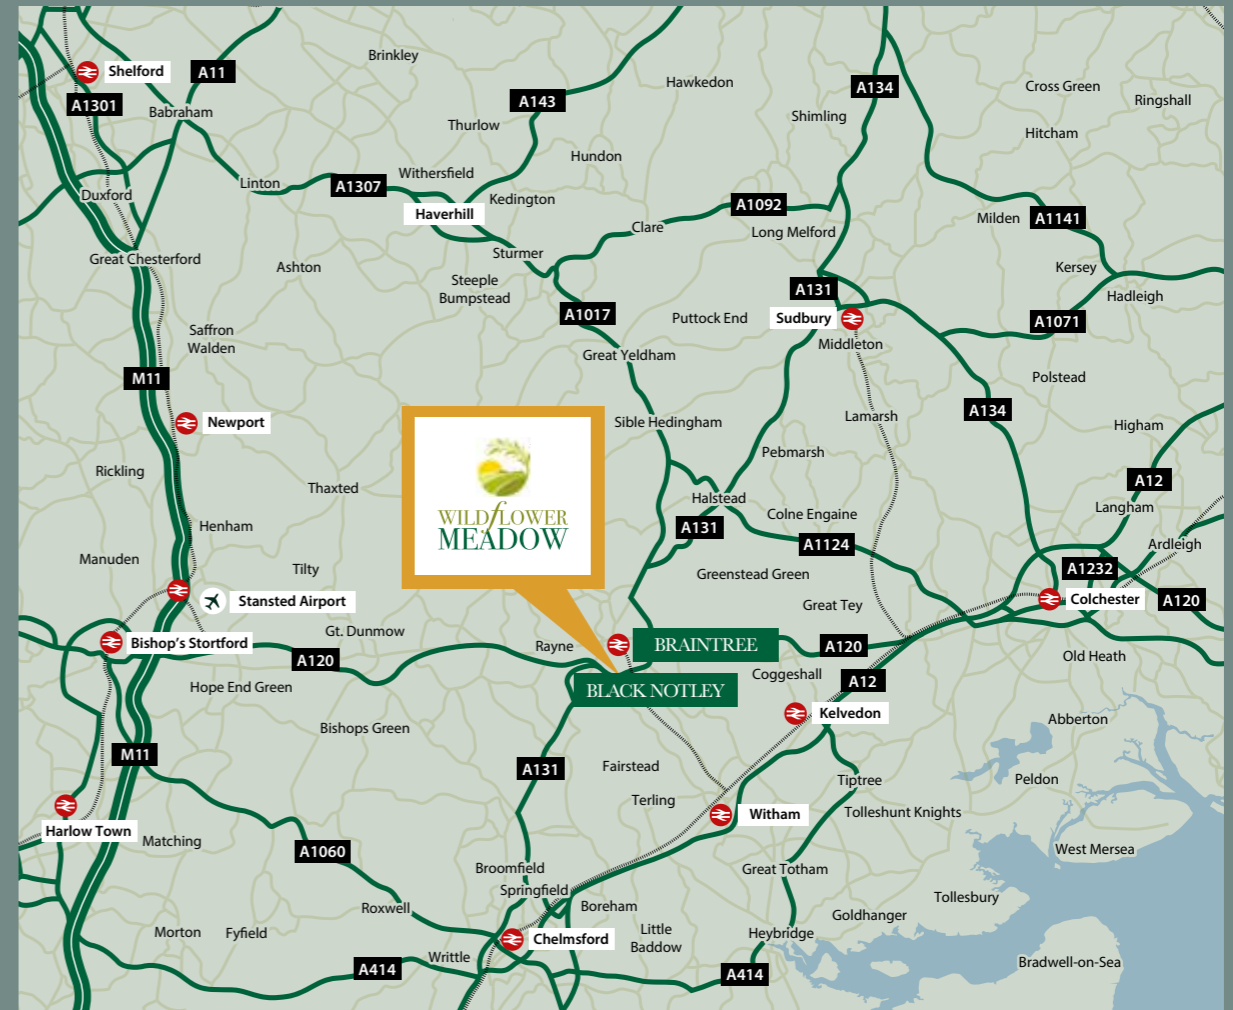 Brinkley
Shelford
A11
Hawkedon
A134
Cross Green
A1301
A143
Ringshall
Babraham
Shimling
Thurlow
Hitcham
Hundon
Withersfield
Linton
A1307
Duxford
Kedington
A1092
Haverhill
Milden
A1141
Clare
Long Melford
Sturmer
Great Chesterford
Ashton
Kersey
Steeple
Bumpstead
A131
Hadleigh
A1017
Puttock End
Sudbury
A1071
Saffron
Walden
Middleton
Great Yeldham
M11
Polstead
A134
Lamarsh
Newport
Sible Hedingham
Higham
Pebmarsh
Rickling
A12
Thaxted
Halstead
Langham
WILDFLOWER
MEADOW
Colne Engaine
Henham
A131
A1124
Ardleigh
Manuden
Tilty
Greenstead Green
A1232
Stansted Airport
Great Tey
Colchester
A120
Gt. Dunmow
Bishop's Stortford
Rayne
BRAINTREE
A120
A120
Old Heath
Hope End Green
Coggeshall
A12
BLACK NOTLEY
Kelvedon
Abberton
Bishops Green
M11
A131
Fairstead
Tiptree
Peldon
Terling
Harlow Town
Witham
Tolleshunt Knights
Matching
A1060
West Mersea
Broomfield
Great Totham
Springfield
Tollesbury
Roxwell
Boreham
Goldhanger
Morton
Fyfield
Chelmsford
Little
Baddow
Heybridge
Writtle
A414
A414
Bradwell-on-Sea